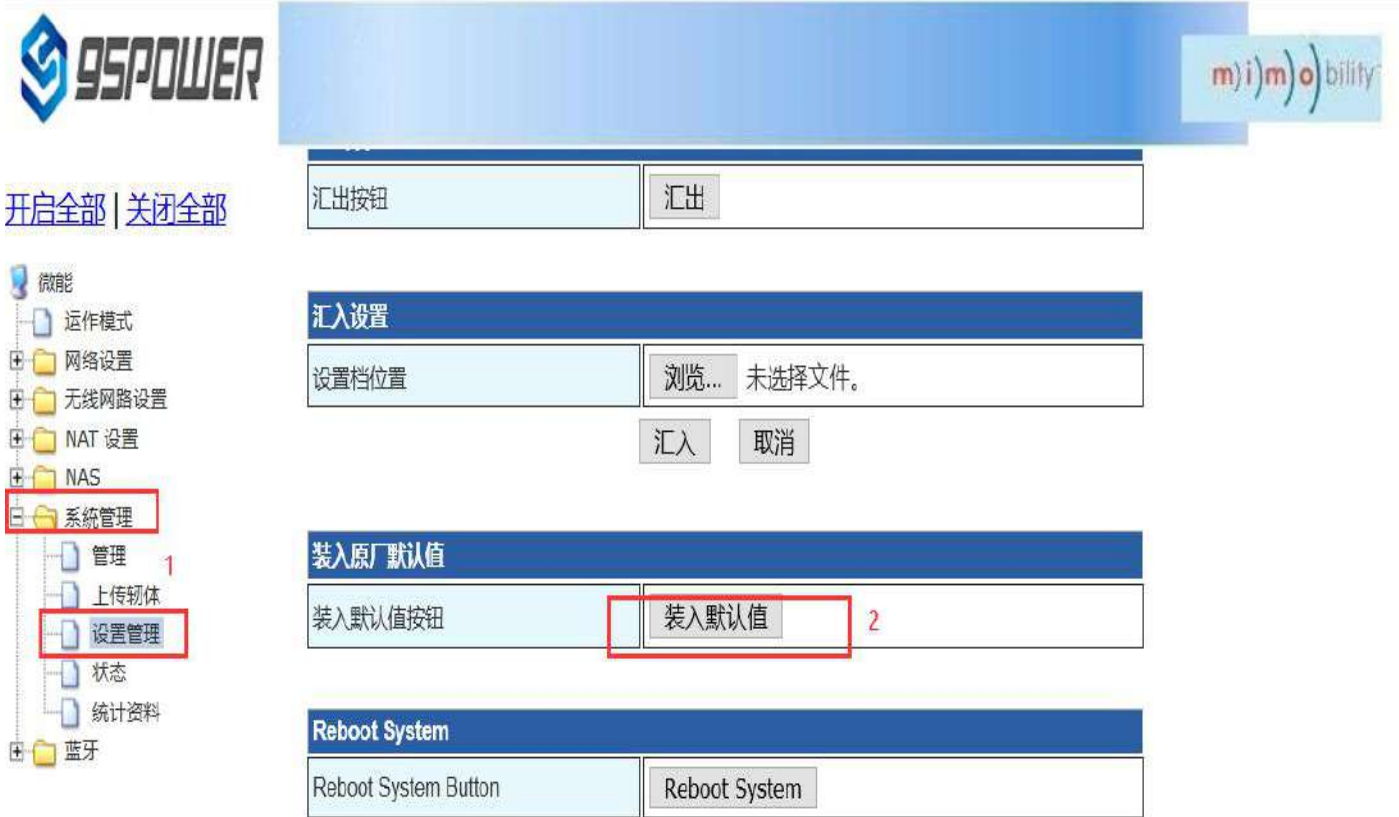 95POWER
m)i)m)o)bility
开启全部 | 关闭全部
微能
运作模式
网络设置
无线网路设置
NAT 设置
NAS
系統管理
管理
1
上传轫体
设置管理
状态
统计资料
蓝牙
汇出按钮
汇出
汇入设置
设置档位置
浏览... 未选择文件。
汇入 取消
装入原厂默认值
装入默认值按钮
装入默认值
2
Reboot System
Reboot System Button
Reboot System